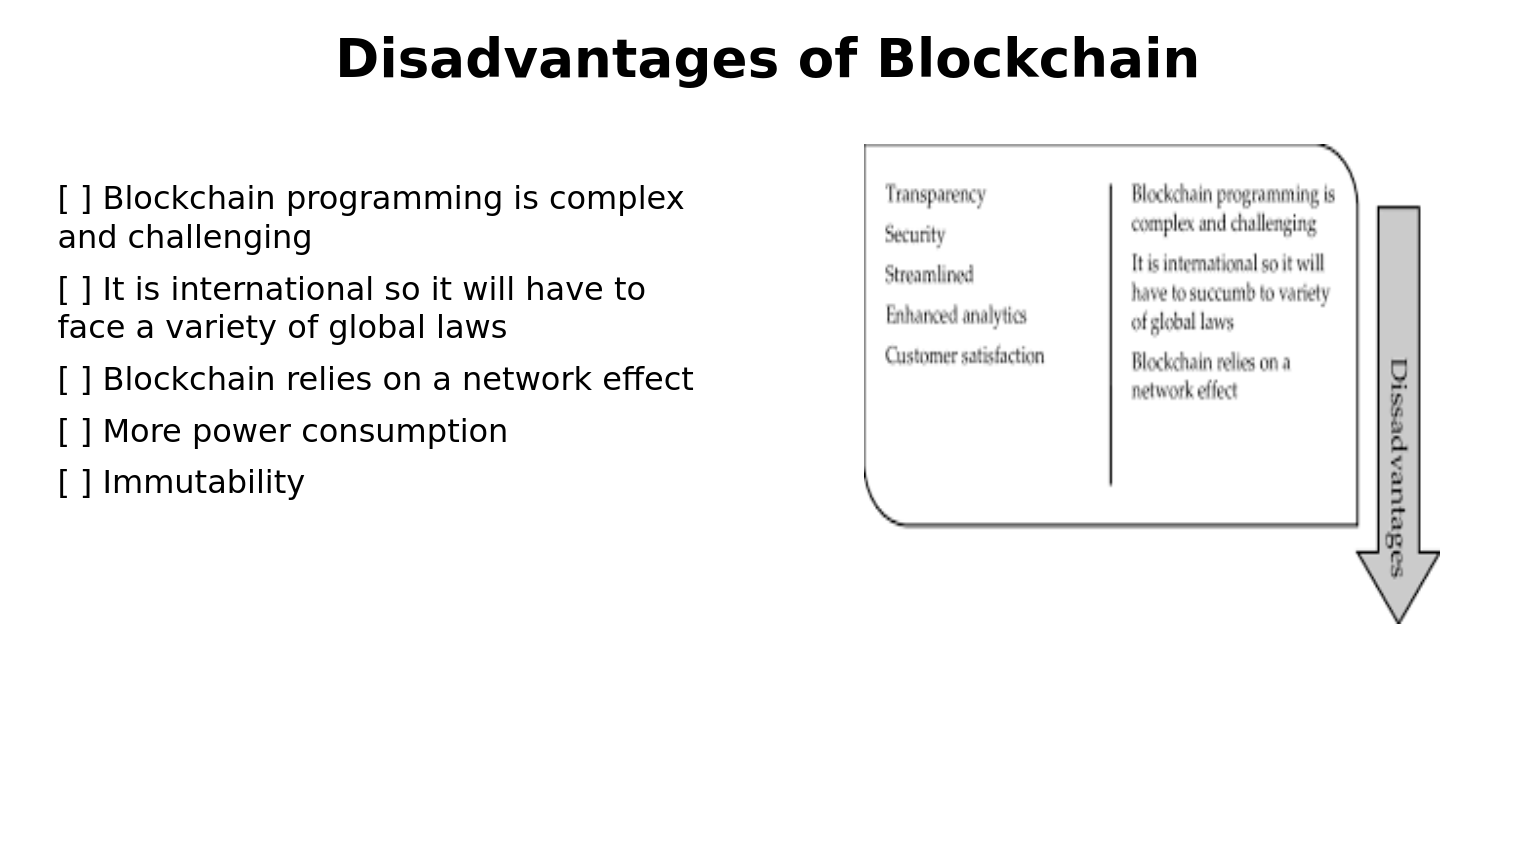 Disadvantages of Blockchain
[ ] Blockchain programming is complex
and challenging
[ ] It is international so it will have to
face a variety of global laws
[ ] Blockchain relies on a network effect
[ ] More power consumption
[ ] Immutability
Transparency
Security
Streamlined
Enhanced analytics
Customer satisfaction
Blockchain programming is
complex and challenging
It is international so it will
have to succumb to variety
of global laws
Blockchain relies on a
network effect
Dissadvantages